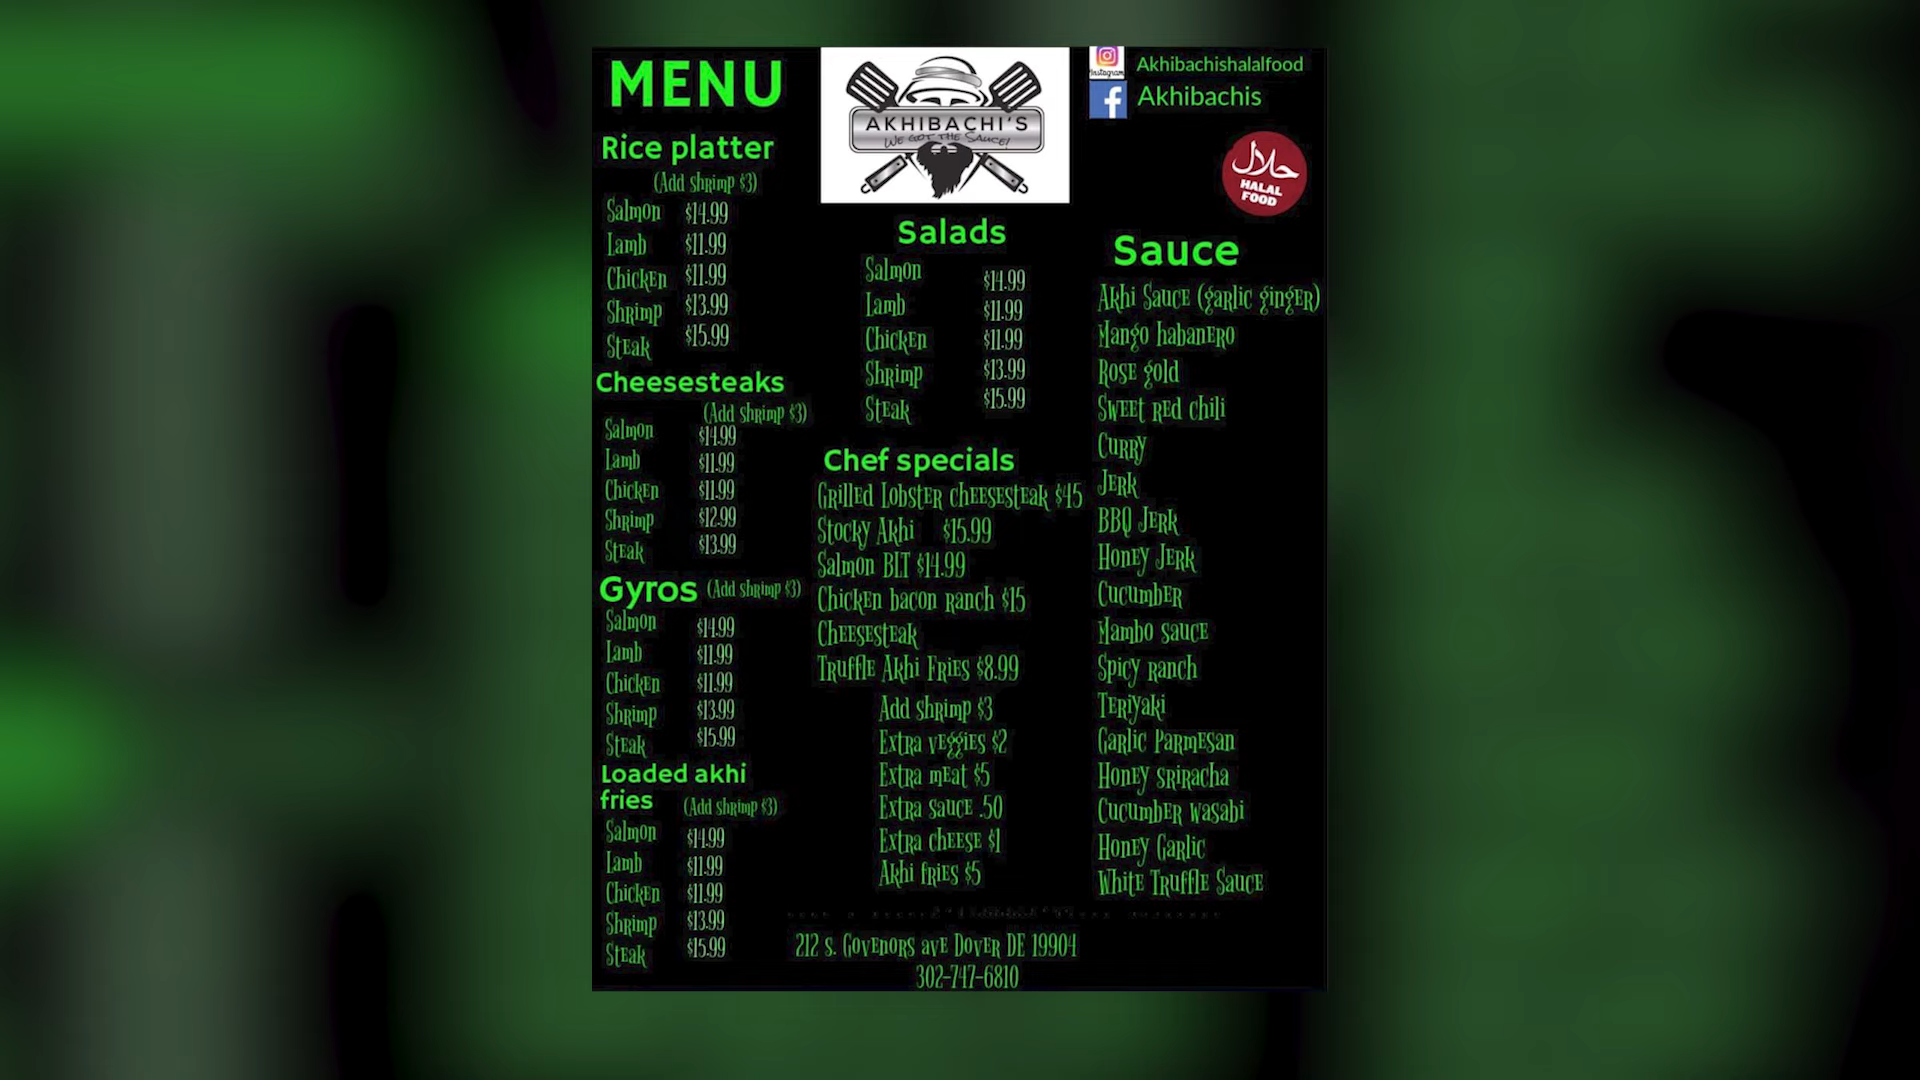 MENU
Rice platter
(Add shrimp $3)
Salmon $14.99
Lamb $11.99
Chicken $11.99
Shrimp $13.99
Steak $15.99
Cheesesteaks
(Add shrimp $3)
Salmon $14.99
Lamb $11.99
Chicken $11.99
Shrimp $12.99
Steak $13.99
Gyros (Add shrimp $3)
Salmon $14.99
Lamb $11.99
Chicken $11.99
Shrimp $13.99
Steak $15.99
Loaded akhi
fries (Add shrimp $3)
Salmon $14.99
Lamb $11.99
Chicken $11.99
Shrimp $13.99
Steak $15.99
AKHIBACHI'S
WE GOT THE SAUCE!
Salads
Salmon $14.99
Lamb $11.99
Chicken $11.99
Shrimp $13.99
Steak $15.99
Chef specials
Grilled Lobster cheesesteak $45
Stocky Akhi $15.99
Salmon BLT $14.99
Chicken bacon ranch $15
Cheesesteak
Truffle Akhi Fries $8.99
Add shrimp $3
Extra veggies $2
Extra meat $5
Extra sauce .50
Extra cheese $1
Akhi fries $5
Instagram Akhibachishalalfood
f Akhibachis
حلال
HALAL
FOOD
Sauce
Akhi Sauce (garlic ginger)
Mango habanero
Rose gold
Sweet red chili
Curry
Jerk
BBQ Jerk
Honey Jerk
Cucumber
Mambo sauce
Spicy ranch
Teriyaki
Garlic Parmesan
Honey sriracha
Cucumber wasabi
Honey Garlic
White Truffle Sauce
212 s. Govenors ave Dover DE 19904
302-747-6810